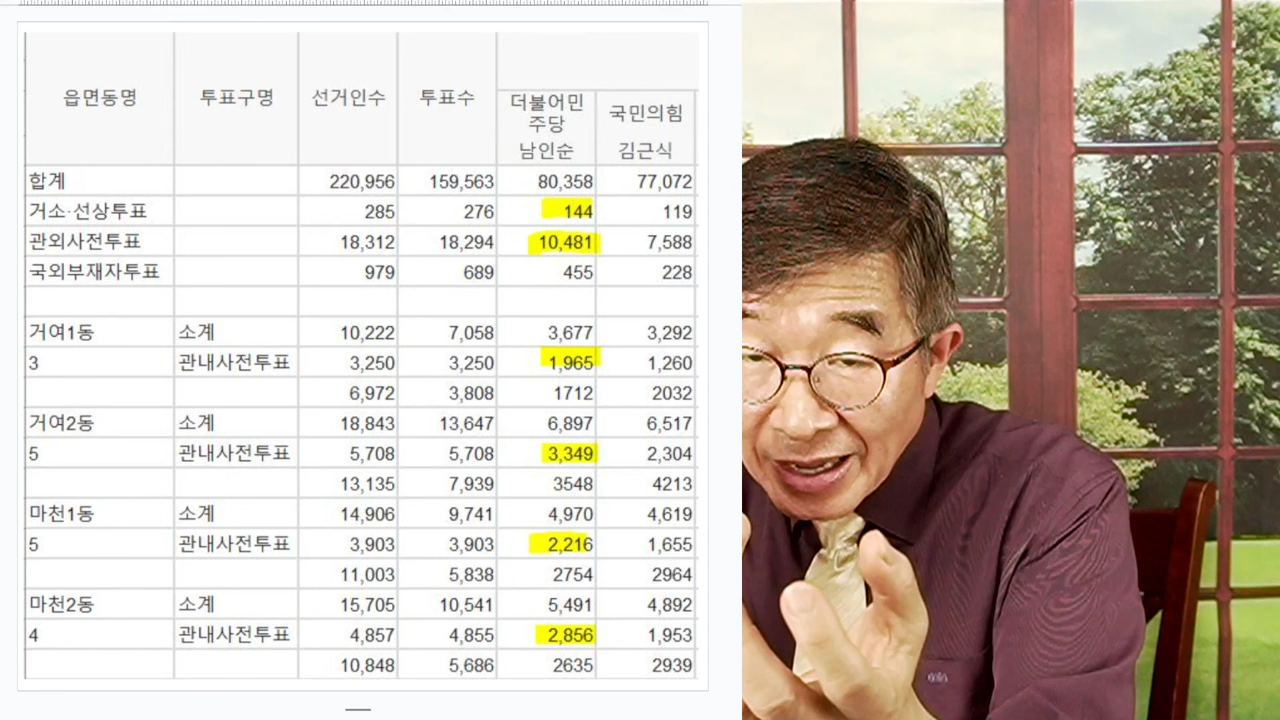 읍면동명 투표구명 선거인수 투표수 더불어민주당 남인순 국민의힘 김근식
합계 220,956 159,563 80,358 77,072
거소·선상투표 285 276 144 119
관외사전투표 18,312 18,294 10,481 7,588
국외부재자투표 979 689 455 228
거여1동 소계 10,222 7,058 3,677 3,292
3 관내사전투표 3,250 3,250 1,965 1,260
6,972 3,808 1712 2032
거여2동 소계 18,843 13,647 6,897 6,517
5 관내사전투표 5,708 5,708 3,349 2,304
13,135 7,939 3548 4213
마천1동 소계 14,906 9,741 4,970 4,619
5 관내사전투표 3,903 3,903 2,216 1,655
11,003 5,838 2754 2964
마천2동 소계 15,705 10,541 5,491 4,892
4 관내사전투표 4,857 4,855 2,856 1,953
10,848 5,686 2635 2939